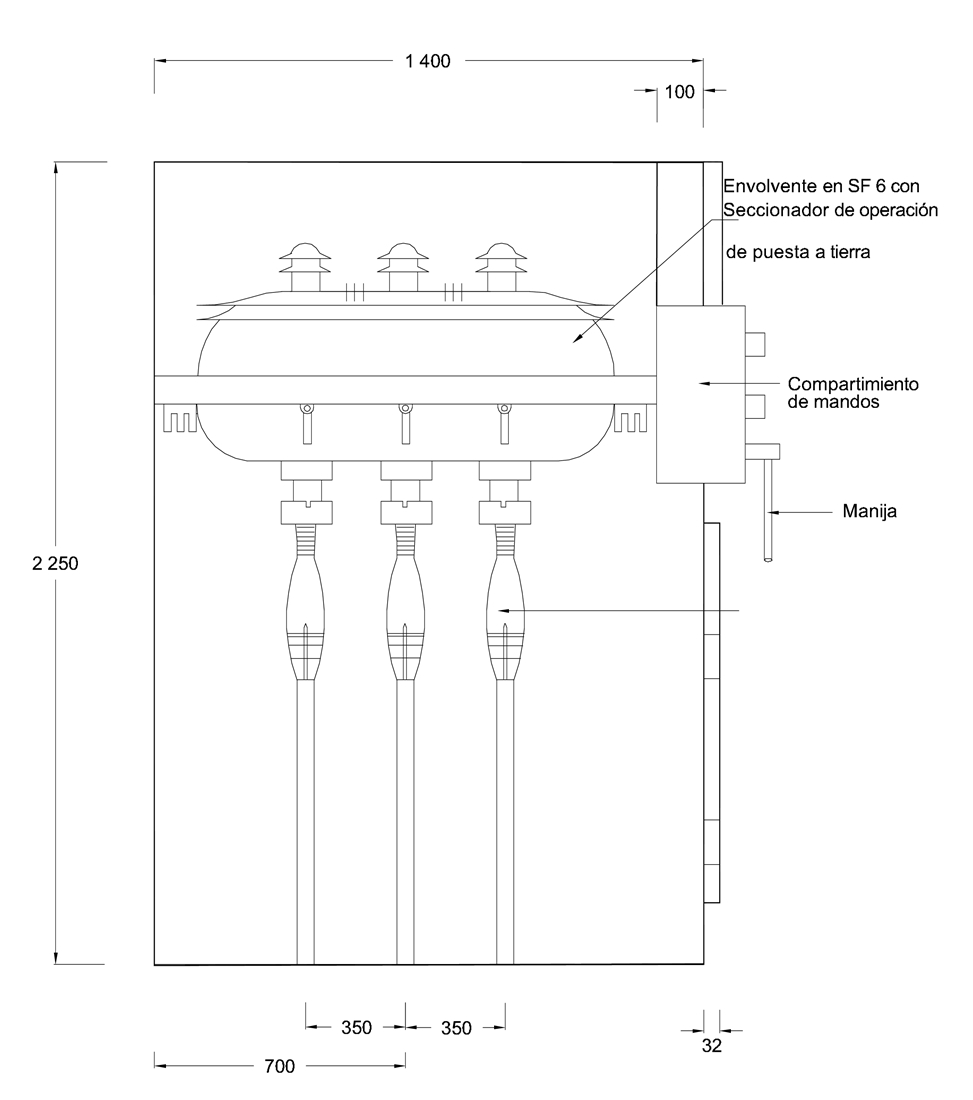 1 400
100
Envolvente en SF 6 con
Seccionador de operación
de puesta a tierra
Compartimiento
de mandos
Manija
2 250
350
350
32
700